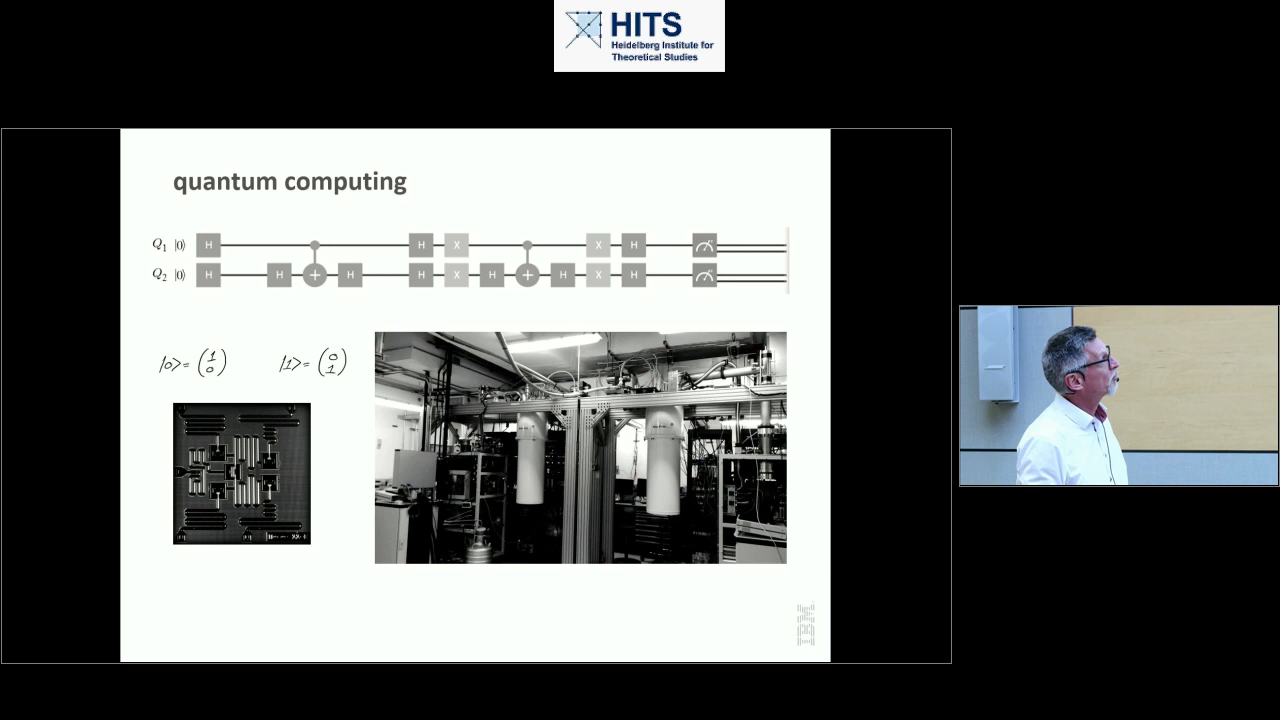 HITS
Heidelberg Institute for
Theoretical Studies
quantum computing
Q₁ |0⟩ H H X X H
Q₂ |0⟩ H H + H H X H + H X H
|0>= (1 0) |1>= (0 1)
IBM